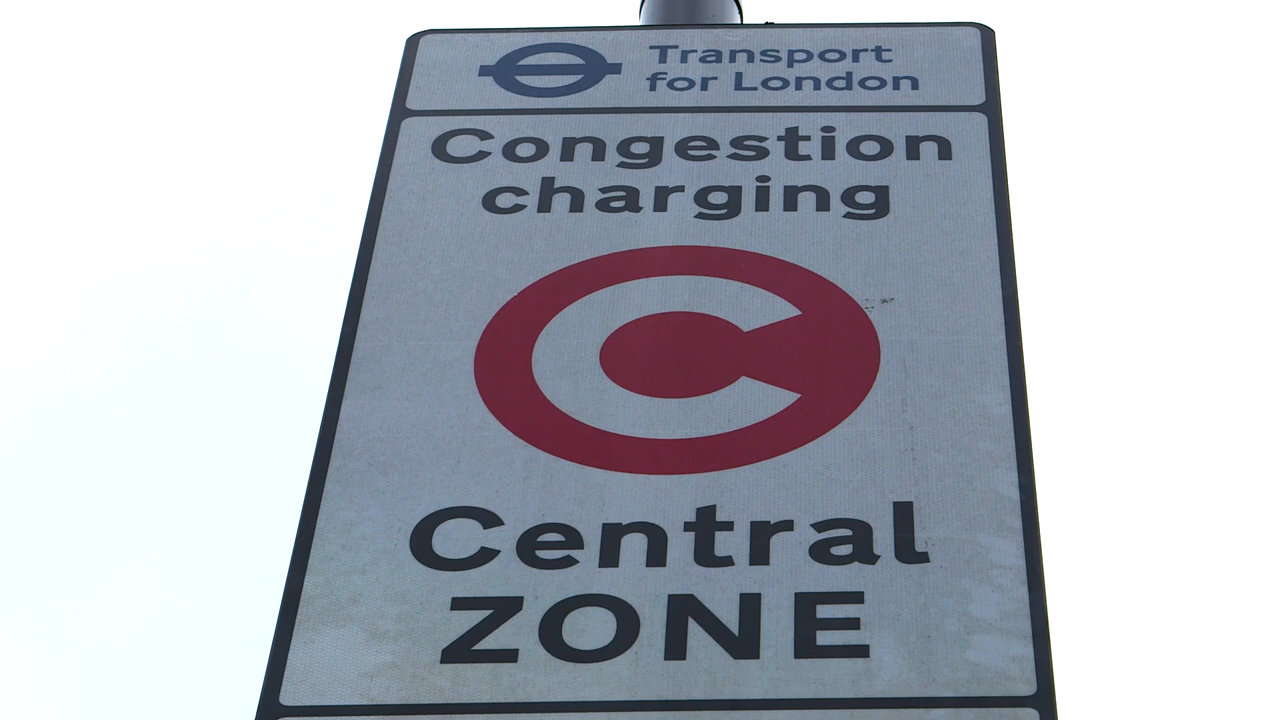 Transport
for London
Congestion
charging
C
Central
ZONE